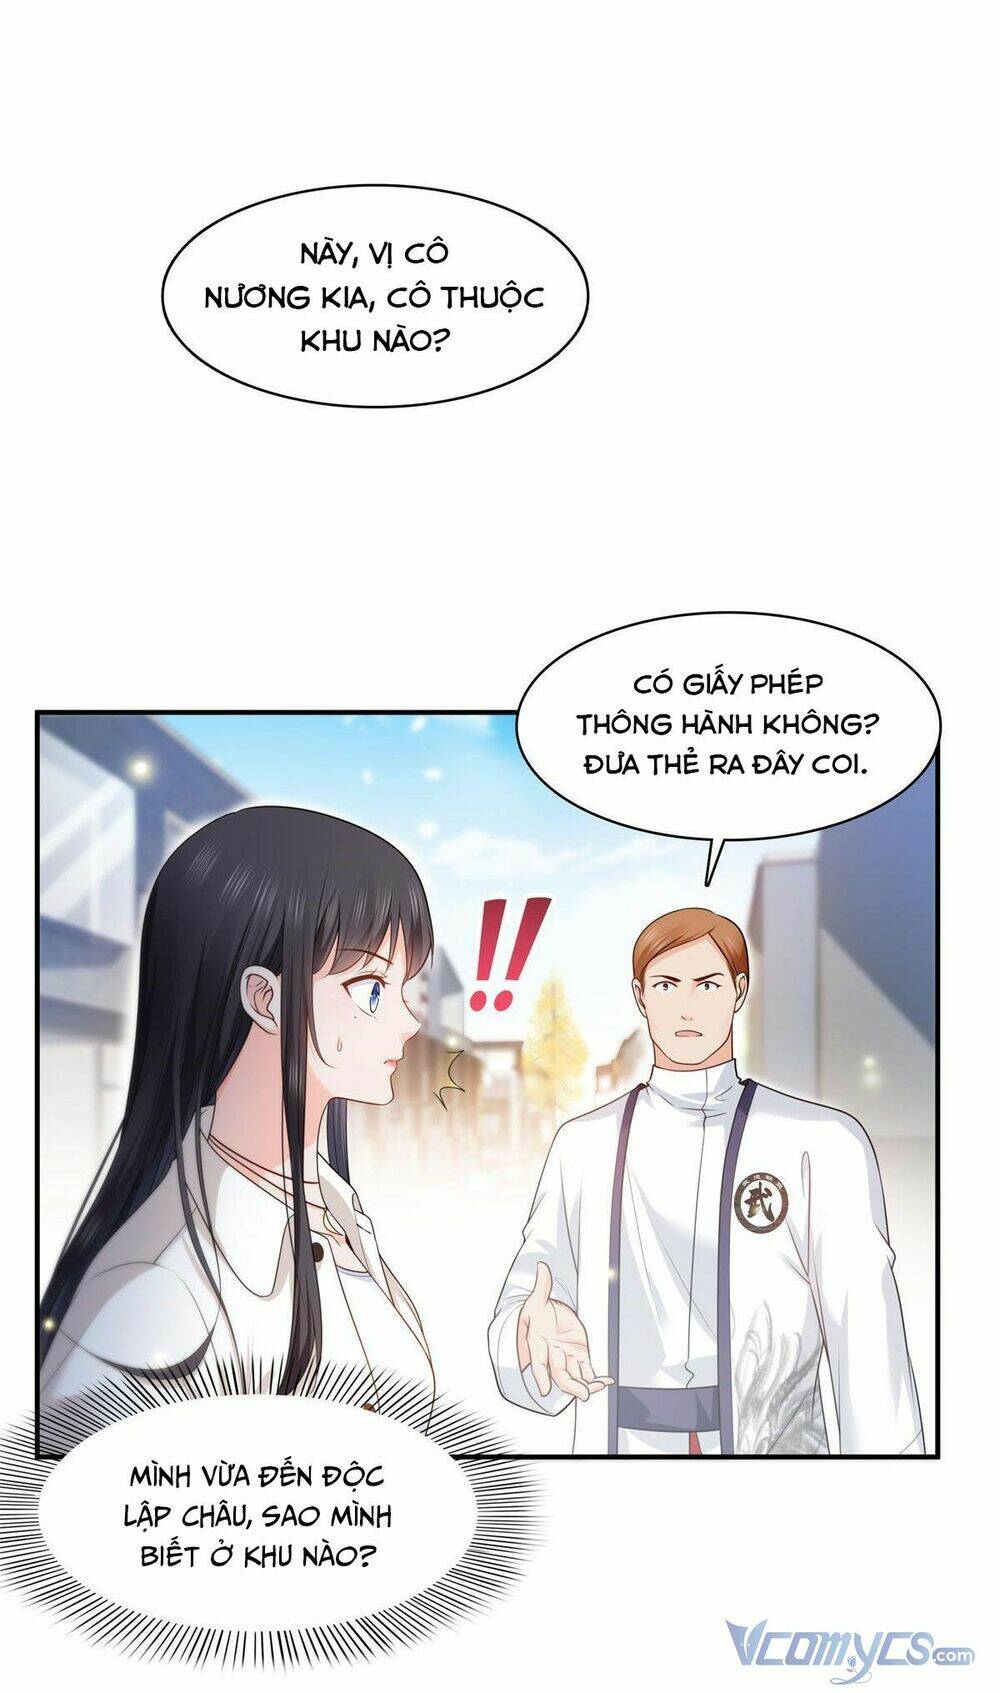 NÀY, VỊ CÔ
NƯƠNG KIA, CÔ THUỘC
KHU NÀO?
CÓ GIẤY PHÉP
THÔNG HÀNH KHÔNG?
ĐƯA THẺ RA ĐÂY COI.
!!
武
MÌNH VỪA ĐẾN ĐỘC
LẬP CHÂU, SAO MÌNH
BIẾT Ở KHU NÀO?
VCOMYCS.com